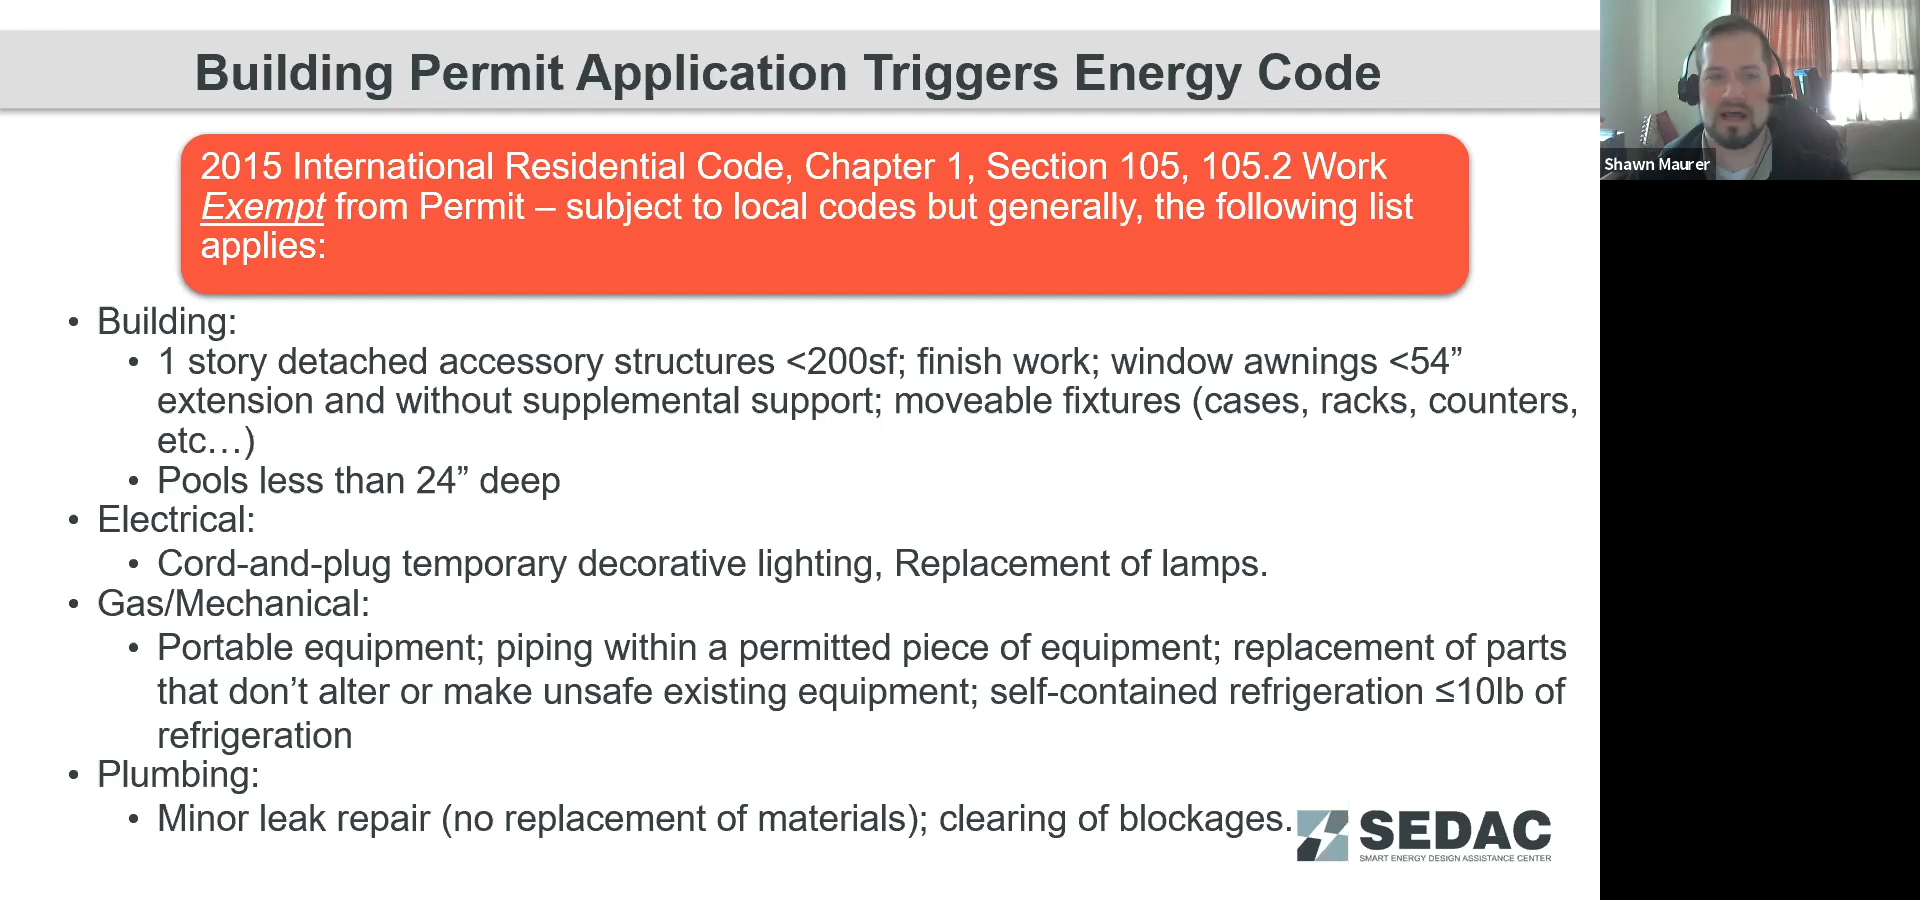 Building Permit Application Triggers Energy Code
Shawn Maurer
2015 International Residential Code, Chapter 1, Section 105, 105.2 Work
Exempt from Permit – subject to local codes but generally, the following list
applies:
• Building:
• 1 story detached accessory structures <200sf; finish work; window awnings <54”
extension and without supplemental support; moveable fixtures (cases, racks, counters,
etc…)
• Pools less than 24” deep
• Electrical:
• Cord-and-plug temporary decorative lighting, Replacement of lamps.
• Gas/Mechanical:
• Portable equipment; piping within a permitted piece of equipment; replacement of parts
that don’t alter or make unsafe existing equipment; self-contained refrigeration ≤10lb of
refrigeration
• Plumbing:
• Minor leak repair (no replacement of materials); clearing of blockages.
SEDAC
SMART ENERGY DESIGN ASSISTANCE CENTER